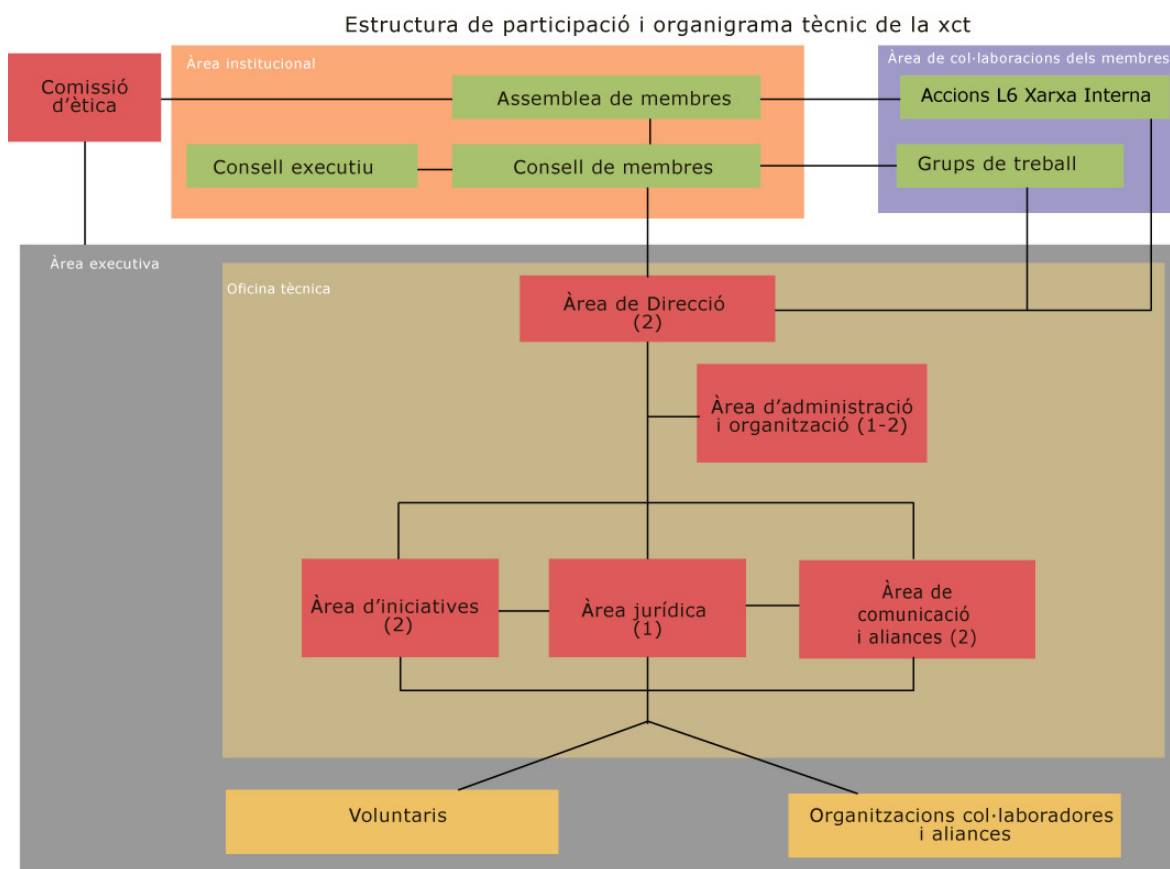 Estructura de participació i organigrama tècnic de la xct
Comissió
d'ètica
Àrea institucional
Assemblea de membres
Consell executiu
Consell de membres
Àrea de col·laboracions dels membres
Accions L6 Xarxa Interna
Grups de treball
Àrea executiva
Oficina tècnica
Àrea de Direcció
(2)
Àrea d'administració
i organització (1-2)
Àrea d'iniciatives
(2)
Àrea jurídica
(1)
Àrea de
comunicació
i aliances (2)
Voluntaris
Organitzacions col·laboradores
i aliances